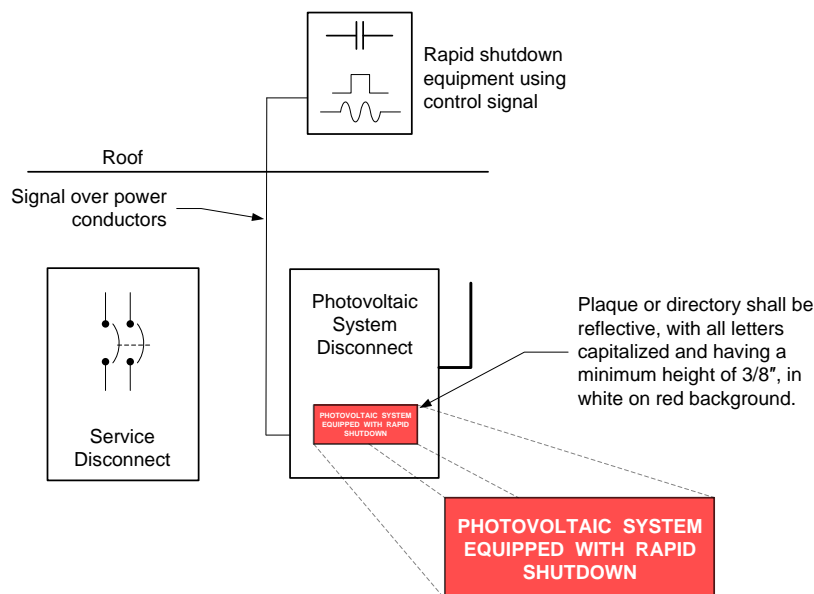 Rapid shutdown
equipment using
control signal
Roof
Signal over power
conductors
Photovoltaic
System
Disconnect
Plaque or directory shall be
reflective, with all letters
capitalized and having a
minimum height of 3/8″, in
white on red background.
PHOTOVOLTAIC SYSTEM
EQUIPPED WITH RAPID
SHUTDOWN
Service
Disconnect
PHOTOVOLTAIC SYSTEM
EQUIPPED WITH RAPID
SHUTDOWN